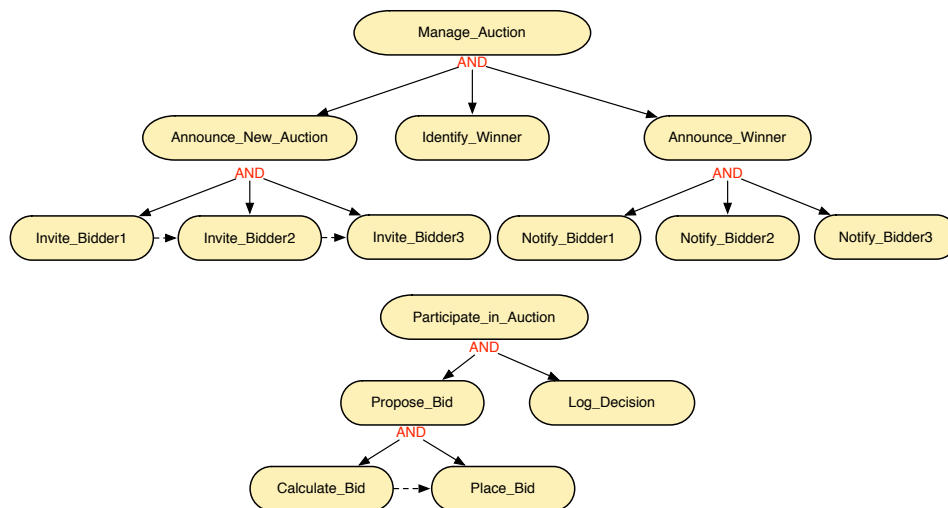 Manage_Auction
AND
Announce_New_Auction
Identify_Winner
Announce_Winner
AND
AND
Invite_Bidder1
Invite_Bidder2
Invite_Bidder3
Notify_Bidder1
Notify_Bidder2
Notify_Bidder3
Participate_in_Auction
AND
Propose_Bid
Log_Decision
AND
Calculate_Bid
Place_Bid